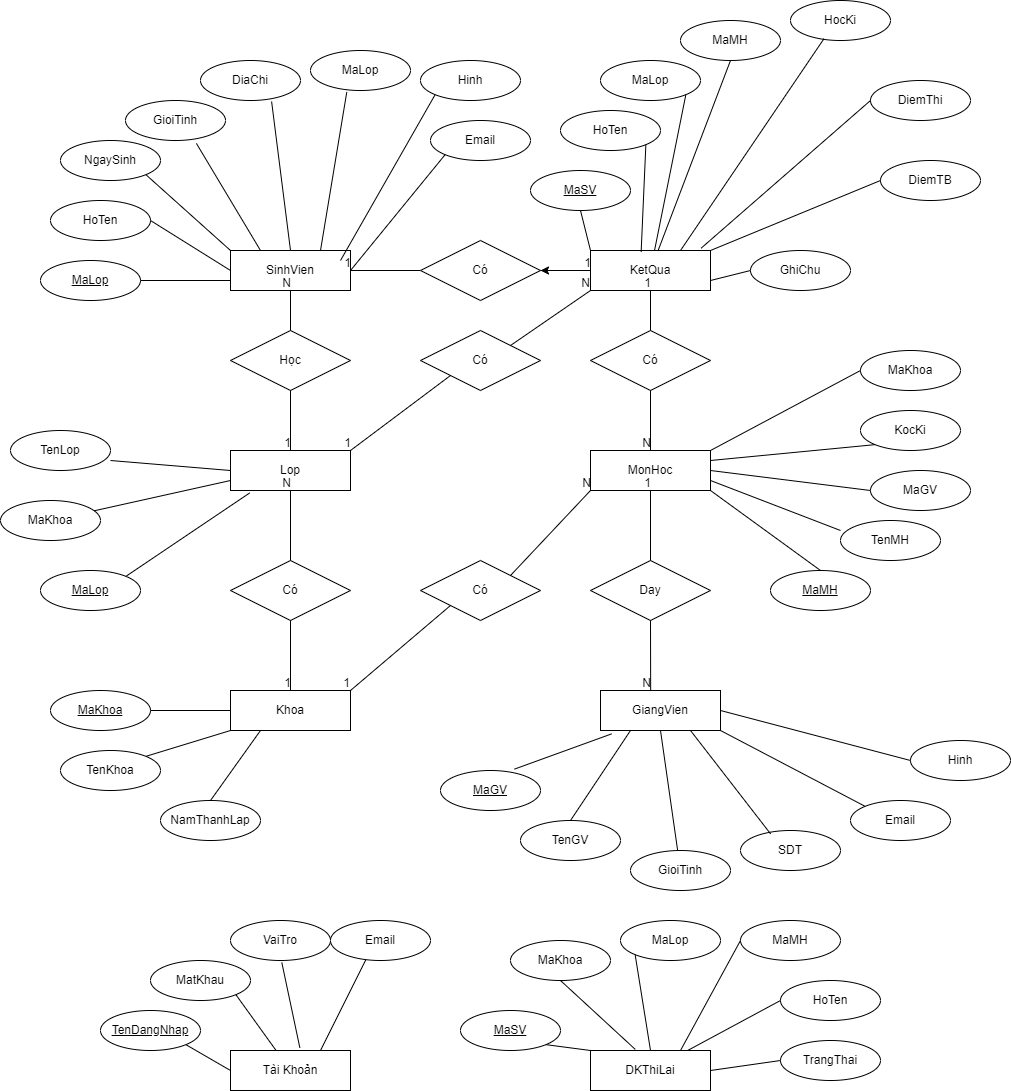 HocKi
MaMH
MaLop
Hinh
MaLop
DiaChi
DiemThi
GioiTinh
HoTen
Email
NgaySinh
MaSV
DiemTB
HoTen
MaLop
SinhVien
1
Có
1
KetQua
GhiChu
N
N
1
Học
Có
Có
MaKhoa
KocKi
1
1
N
TenLop
Lop
MonHoc
N
N
1
MaGV
MaKhoa
TenMH
MaLop
Có
Có
Day
MaMH
1
1
N
MaKhoa
Khoa
GiangVien
TenKhoa
Hinh
MaGV
NamThanhLap
Email
TenGV
SDT
GioiTinh
VaiTro
Email
MaLop
MaMH
MaKhoa
MatKhau
HoTen
TenDangNhap
MaSV
TrangThai
Tài Khoản
DKThiLai